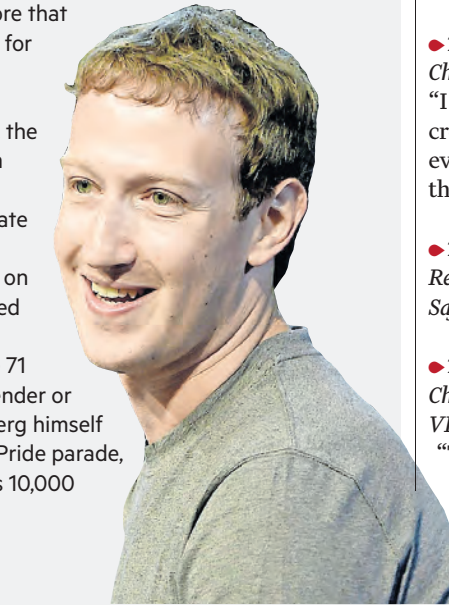 ore that
for
the
ate
on
ed
71
ender or
erg himself
Pride parade,
s 10,000
Ch
“I
cr
ev
th
Re
Sa
Ch
VI
“